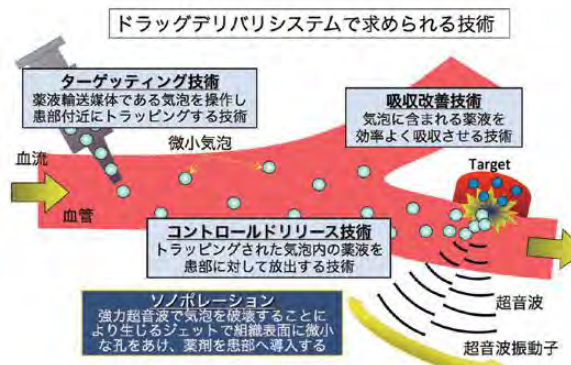 ドラッグデリバリシステムで求められる技術
ターゲッティング技術
薬液輸送媒体である気泡を操作し
患部付近にトラッピングする技術
吸収改善技術
気泡に含まれる薬液を
効率よく吸収させる技術
微小気泡
血流
Target
血管
コントロールドリリース技術
トラッピングされた気泡内の薬液を
患部に対して放出する技術
ソノポレーション
強力超音波で気泡を破壊することに
より生じるジェットで組織表面に微小
な孔をあけ、薬剤を患部へ導入する
超音波
超音波振動子